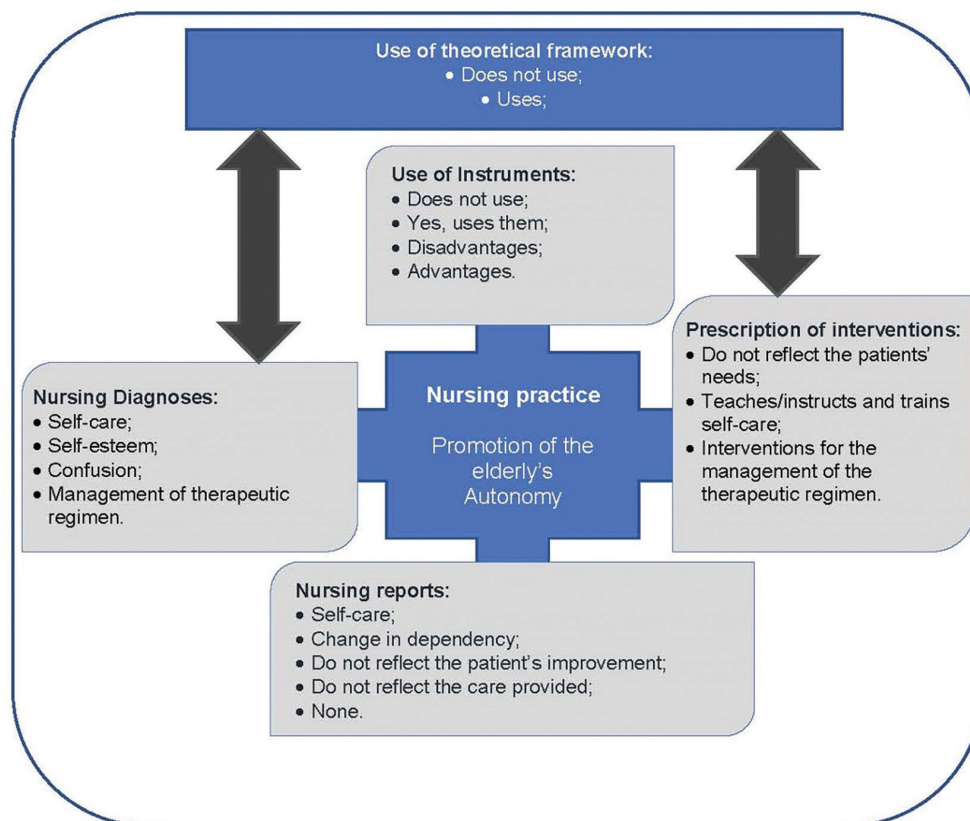 Use of theoretical framework:
• Does not use;
• Uses;
Use of Instruments:
• Does not use;
• Yes, uses them;
• Disadvantages;
• Advantages.
Nursing Diagnoses:
• Self-care;
• Self-esteem;
• Confusion;
• Management of therapeutic
regimen.
Nursing practice
Promotion of the
elderly's
Autonomy
Prescription of interventions:
• Do not reflect the patients'
needs;
• Teaches/instructs and trains
self-care;
• Interventions for the
management of the
therapeutic regimen.
Nursing reports:
• Self-care;
• Change in dependency;
• Do not reflect the patient's improvement;
• Do not reflect the care provided;
• None.